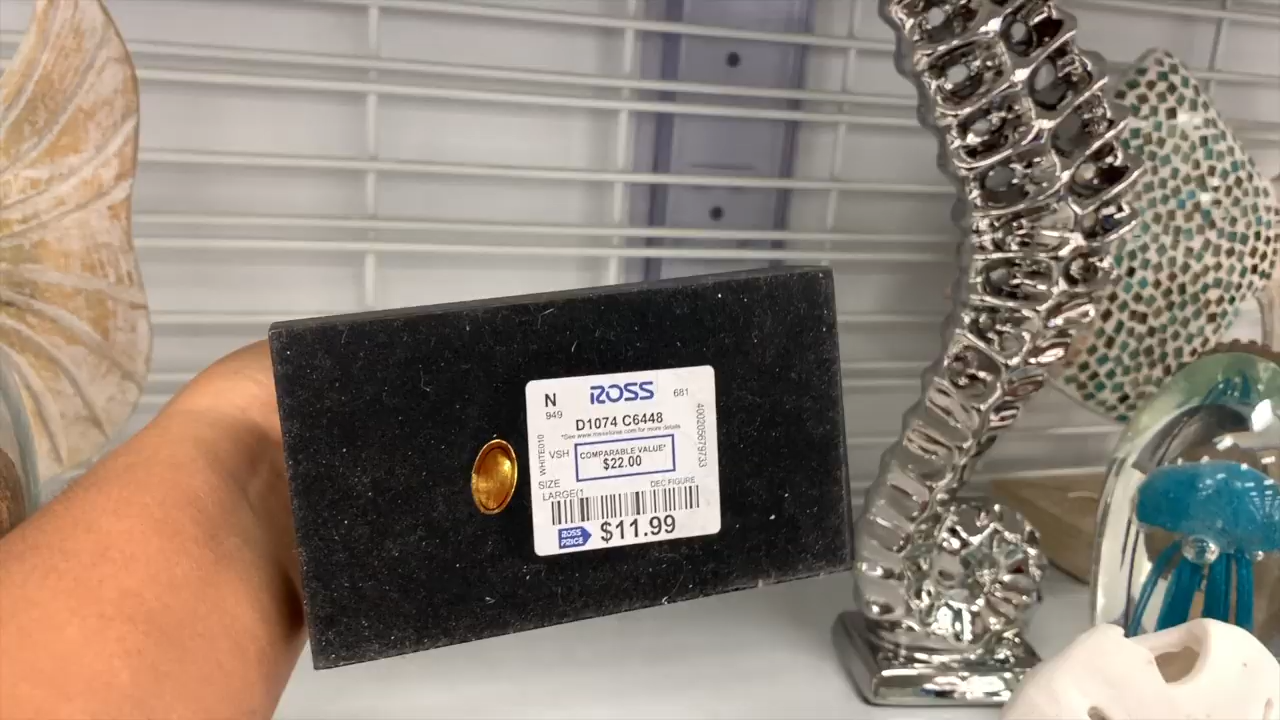 N
949
ROSS
681
D1074 C6448
*See www.rossstores.com for more details
WHITE010
VSH
COMPARABLE VALUE*
$22.00
400205679733
SIZE
LARGE(1
DEC.FIGURE
ROSS
PRICE
$11.99